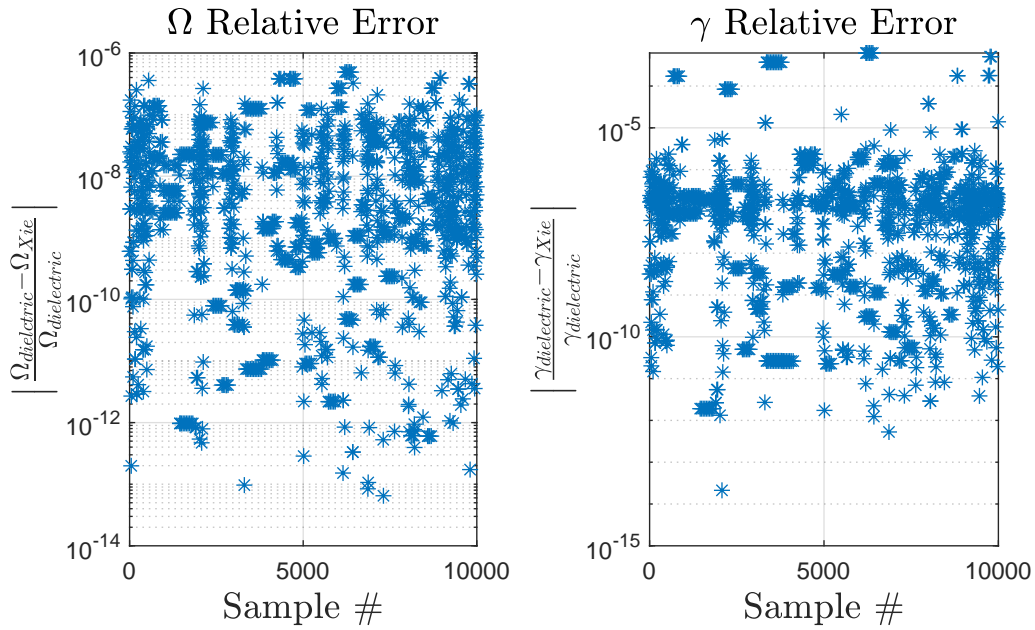 Ω Relative Error
10^-6
10^-8
10^-10
10^-12
10^-14
0
5000
10000
Sample #
|Ω_dieletric − Ω_Xie / Ω_dielectric|
γ Relative Error
10^-5
10^-10
10^-15
0
5000
10000
Sample #
|γ_dielectric − γ_Xie / γ_dielectric|